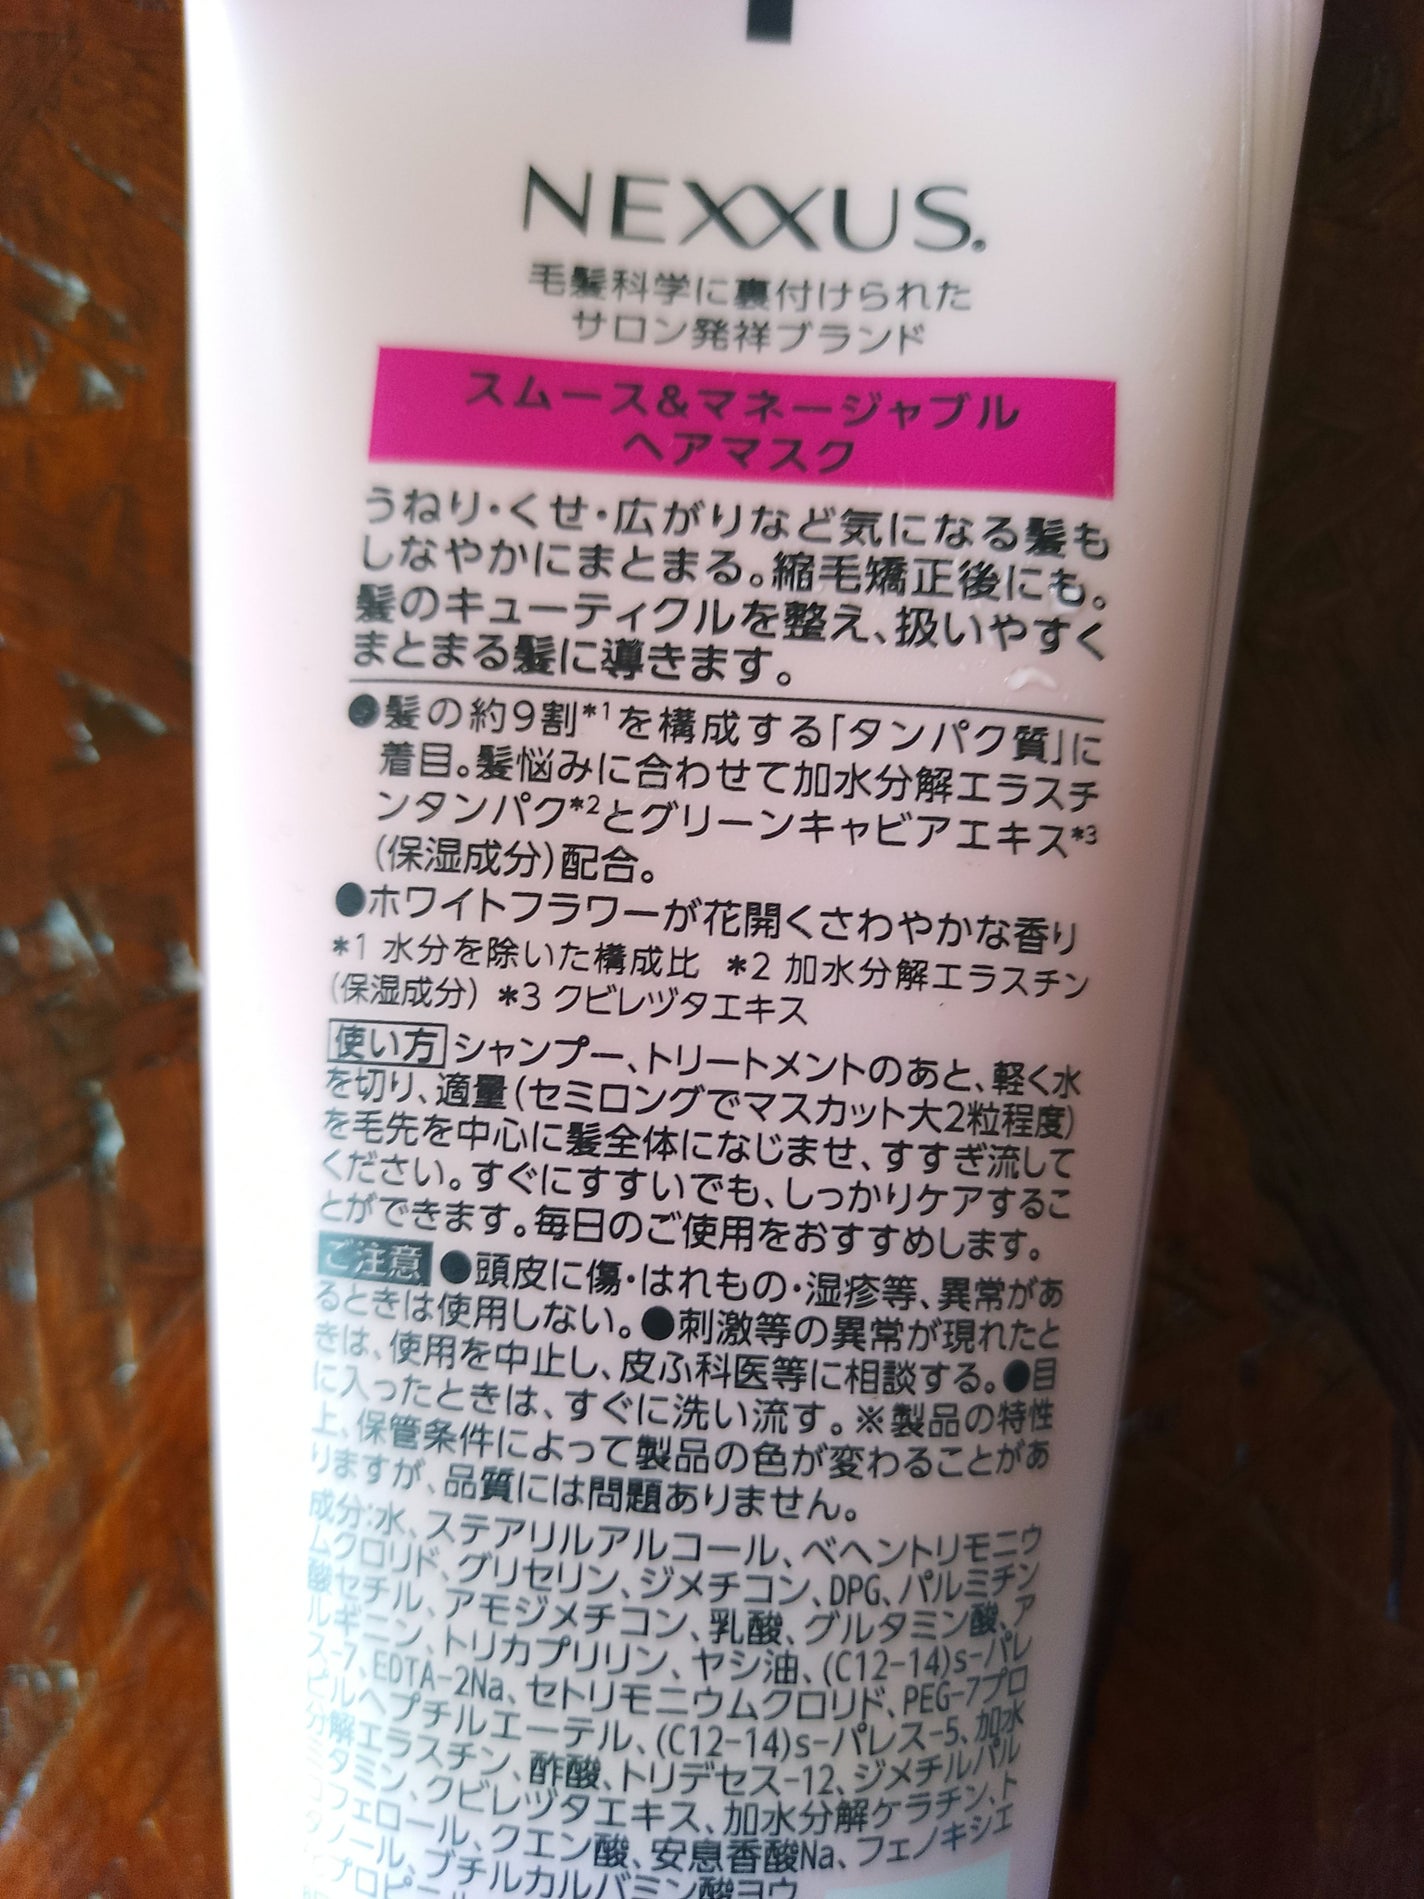 NEXXUS.
毛髪科学に裏付けられた
サロン発祥ブランド
スムース&マネージャブル
ヘアマスク
うねり・くせ・広がりなど気になる髪も
しなやかにまとまる。縮毛矯正後にも。
髪のキューティクルを整え、扱いやすく
まとまる髪に導きます。
●髪の約9割*1を構成する「タンパク質」に
着目。髪悩みに合わせて加水分解エラスチ
ンタンパク*2とグリーンキャビアエキス*3
(保湿成分)配合。
●ホワイトフラワーが花開くさわやかな香り
*1 水分を除いた構成比 *2 加水分解エラスチン
(保湿成分) *3 クビレヅタエキス
使い方 シャンプー、トリートメントのあと、軽く水
を切り、適量(セミロングでマスカット大2粒程度)
を毛先を中心に髪全体になじませ、すすぎ流して
ください。すぐにすすいでも、しっかりケアするこ
とができます。毎日のご使用をおすすめします。
ご注意 ●頭皮に傷・はれもの・湿疹等、異常があ
るときは使用しない。●刺激等の異常が現れたと
きは、使用を中止し、皮ふ科医等に相談する。●目
に入ったときは、すぐに洗い流す。※製品の特性
上、保管条件によって製品の色が変わることがあ
りますが、品質には問題ありません。
成分:水、ステアリルアルコール、ベヘントリモニウ
ムクロリド、グリセリン、ジメチコン、DPG、パルミチン
酸セチル、アモジメチコン、乳酸、グルタミン酸、ア
ルギニン、トリカプリリン、ヤシ油、(C12-14)s-パレ
ス-7、EDTA-2Na、セトリモニウムクロリド、PEG-7プロ
ピルヘプチルエーテル、(C12-14)s-パレス-5、加水
分解エラスチン、酢酸、トリデセス-12、ジメチルパル
ミタミン、クビレヅタエキス、加水分解ケラチン、ト
コフェロール、クエン酸、安息香酸Na、フェノキシエ
タノール、ブチルカルバミン酸ヨウ
プロピ